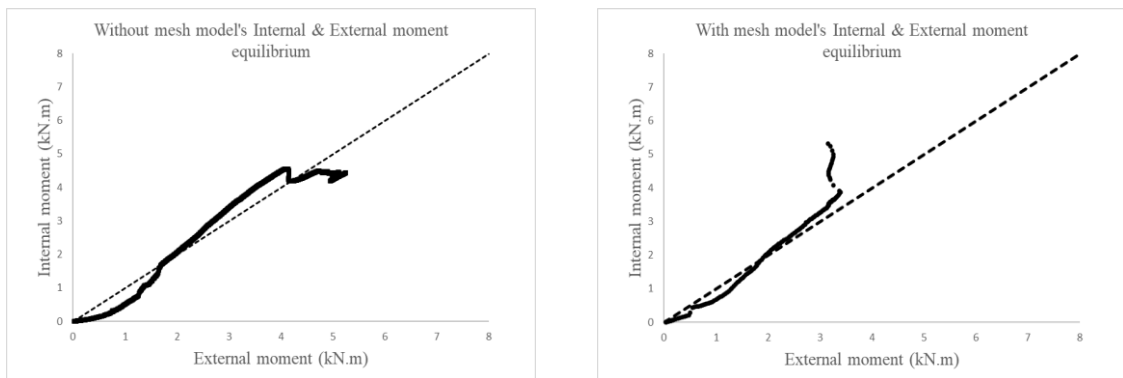 Without mesh model's Internal & External moment
equilibrium
8
7
6
5
4
3
2
1
0
Internal moment (kN.m)
0 1 2 3 4 5 6 7 8
External moment (kN.m)
With mesh model's Internal & External moment
equilibrium
8
7
6
5
4
3
2
1
0
Internal moment (kN.m)
0 1 2 3 4 5 6 7 8
External moment (kN.m)